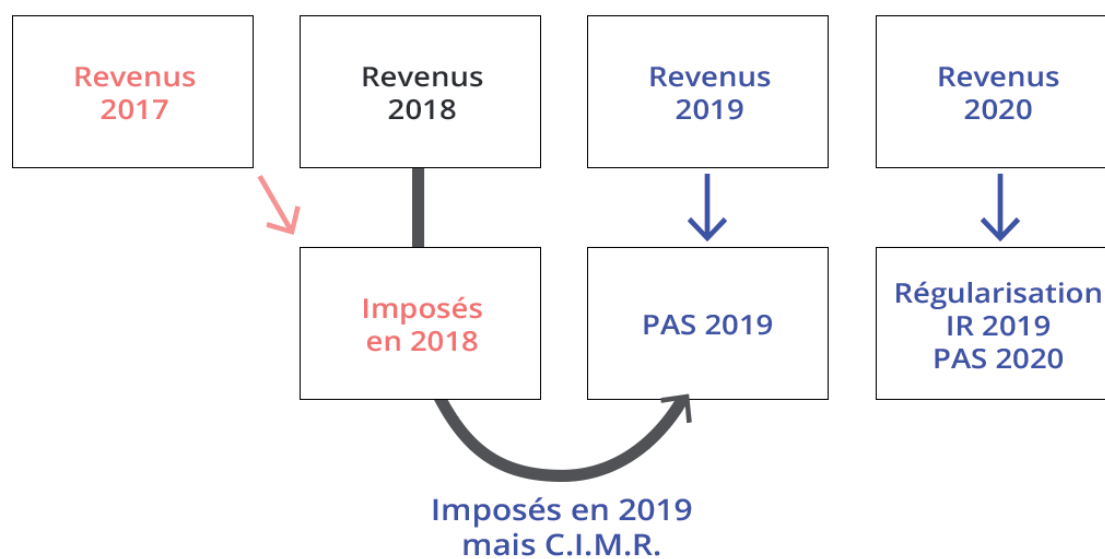 Revenus
2017
Revenus
2018
Revenus
2019
Revenus
2020
Imposés
en 2018
PAS 2019
Régularisation
IR 2019
PAS 2020
Imposés en 2019
mais C.I.M.R.